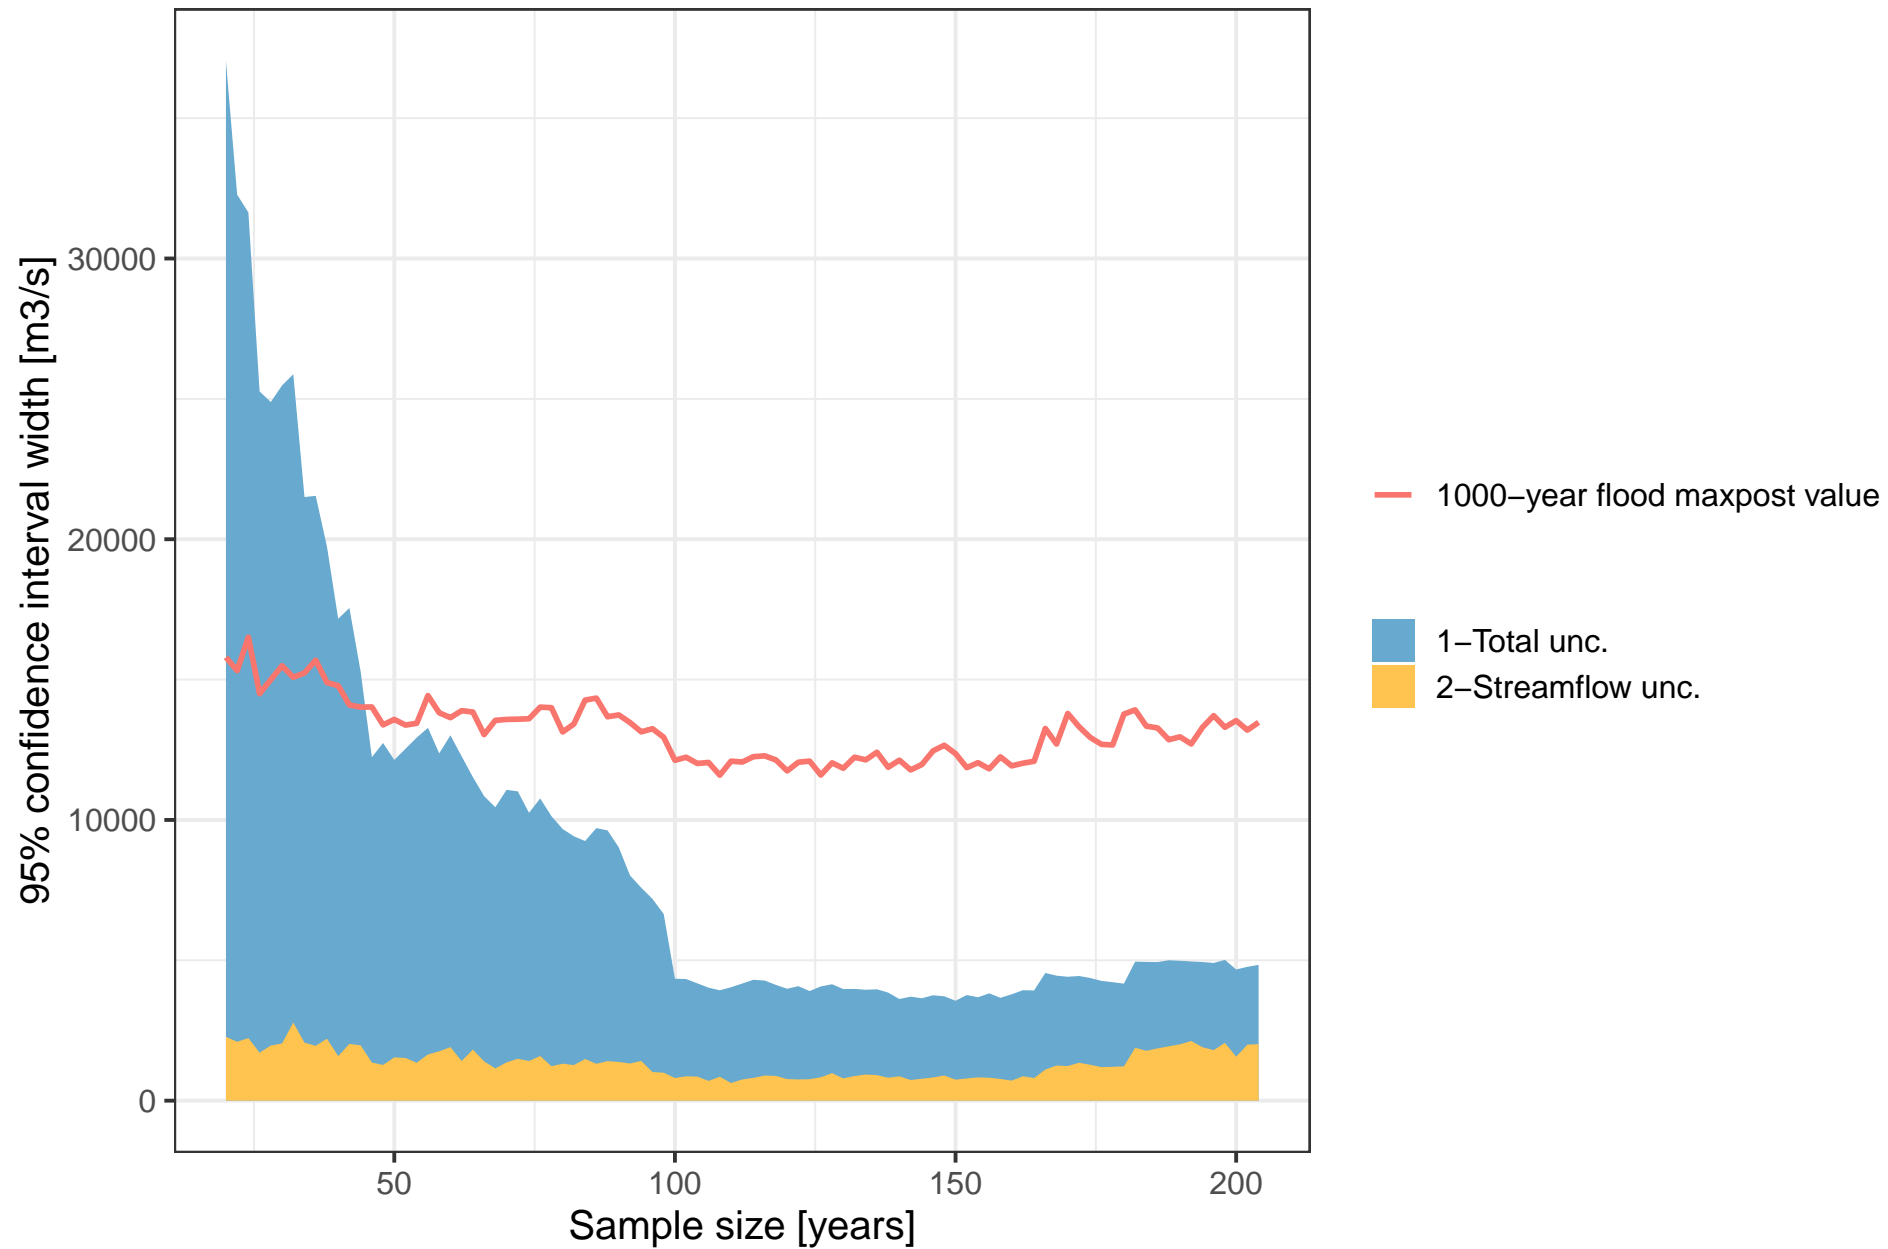 95% confidence interval width [m3/s]
30000
20000
10000
0
50 100 150 200
Sample size [years]
1000−year flood maxpost value
1−Total unc.
2−Streamflow unc.